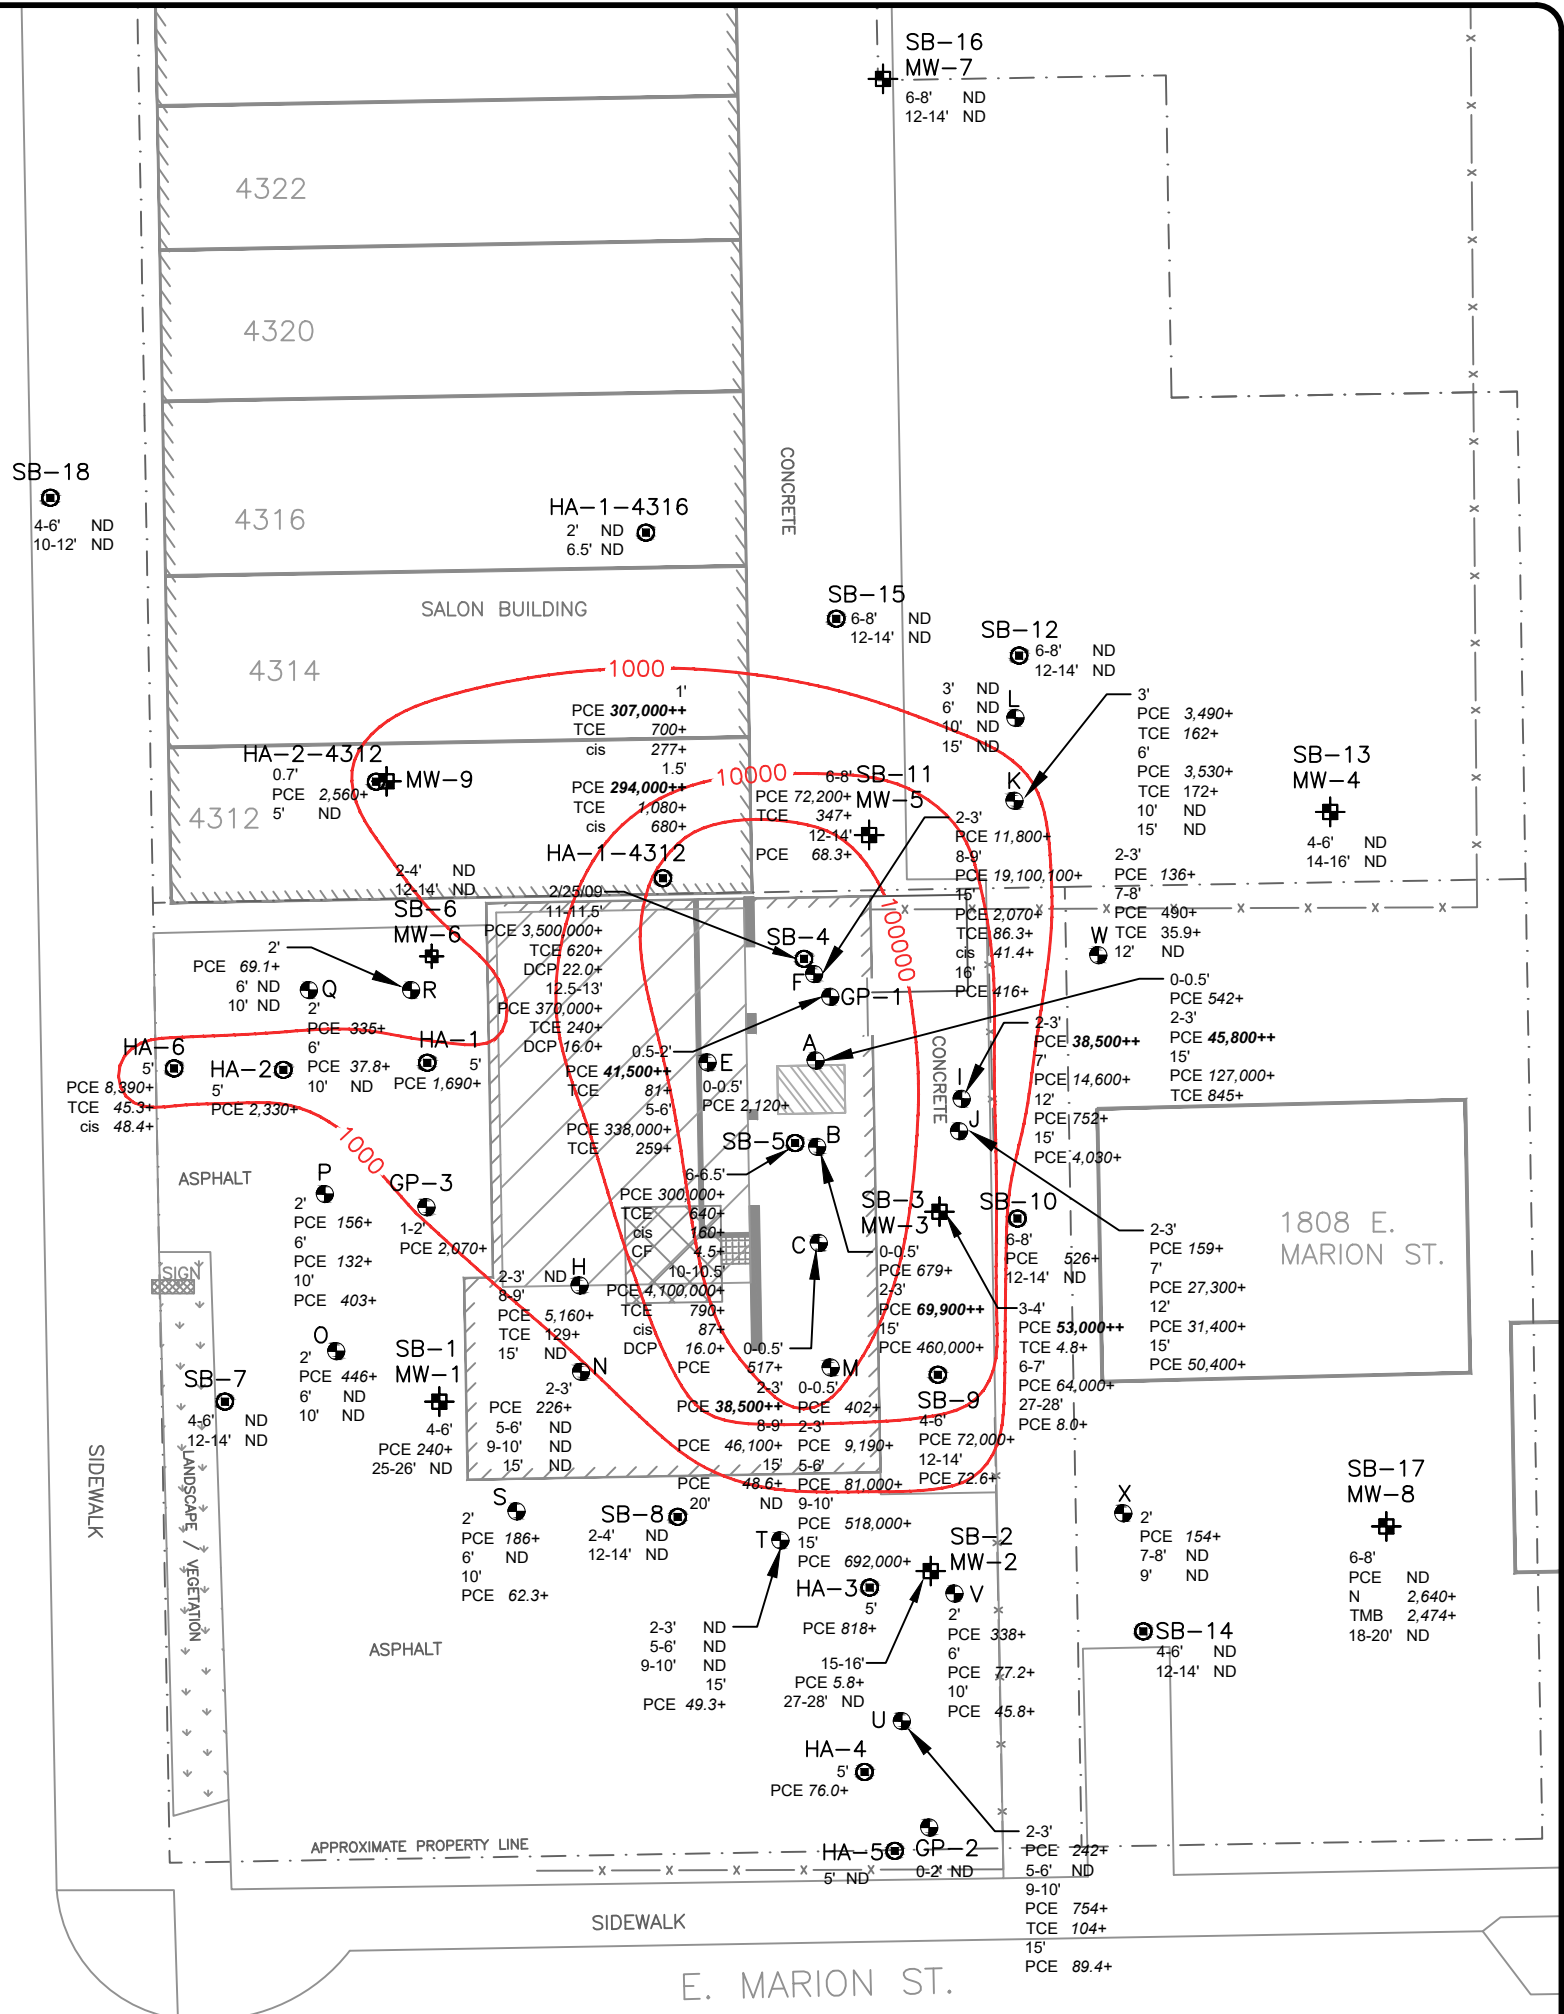 SB-16
MW-7
6-8' ND
12-14' ND
4322
4320
4316
SALON BUILDING
4314
4312
CONCRETE
SB-18
4-6' ND
10-12' ND
HA-1-4316
2' ND
6.5' ND
SB-15
6-8' ND
12-14' ND
SB-12
6-8' ND
12-14' ND
1000
L
3' ND
6' ND
10' ND
15' ND
K
3'
PCE 3,490+
TCE 162+
6'
PCE 3,530+
TCE 172+
10' ND
15' ND
SB-13
MW-4
4-6' ND
14-16' ND
HA-2-4312
MW-9
0.7'
PCE 2,560+
5' ND
1'
PCE 307,000++
TCE 700+
cis 277+
1.5'
PCE 294,000++
TCE 1,080+
cis 680+
HA-1-4312
10000
SB-11
MW-5
6-8'
PCE 72,200+
TCE 347+
12-14'
PCE 68.3+
2-3'
PCE 11,800+
8-9'
PCE 19,100,100+
15'
PCE 2,070+
TCE 86.3+
cis 41.4+
16'
PCE 416+
100000
2-3'
PCE 136+
7-8'
PCE 490+
TCE 35.9+
12' ND
W
2-4' ND
12-14' ND
SB-6
MW-6
2'
PCE 69.1+
6' ND
10' ND
R
Q
2'
PCE 335+
6'
PCE 37.8+
10' ND
2/25/09
11-11.5'
PCE 3,500,000+
TCE 620+
DCP 22.0+
12.5-13'
PCE 370,000+
TCE 240+
DCP 16.0+
SB-4
F
GP-1
0.5-2'
PCE 41,500++
TCE 81+
5-6'
PCE 338,000+
TCE 259+
E
0-0.5'
PCE 2,120+
A
0-0.5'
PCE 542+
2-3'
PCE 45,800++
15'
PCE 127,000+
TCE 845+
CONCRETE
I
2-3'
PCE 38,500++
7'
PCE 14,600+
12'
PCE 752+
15'
PCE 4,030+
J
2-3'
PCE 159+
7'
PCE 27,300+
12'
PCE 31,400+
15'
PCE 50,400+
HA-6
5'
PCE 8,390+
TCE 45.3+
cis 48.4+
HA-2
5'
PCE 2,330+
HA-1
5'
PCE 1,690+
1000
ASPHALT
P
2'
PCE 156+
6'
PCE 132+
10'
PCE 403+
GP-3
1-2'
PCE 2,070+
SB-5
6-6.5'
PCE 300,000+
TCE 640+
cis 160+
CF 4.5+
10-10.5'
PCE 4,100,000+
TCE 790+
cis 87+
DCP 16.0+
B
0-0.5'
PCE 679+
2-3'
PCE 69,900++
15'
PCE 460,000+
SB-3
MW-3
3-4'
PCE 53,000++
TCE 4.8+
6-7'
PCE 64,000+
27-28'
PCE 8.0+
SB-10
6-8'
PCE 526+
12-14' ND
1808 E.
MARION ST.
C
0-0.5'
PCE 517+
2-3'
PCE 38,500++
8-9'
PCE 46,100+
15'
PCE 48.6+
20' ND
H
2-3' ND
8-9'
PCE 5,160+
TCE 129+
15' ND
N
2-3'
PCE 226+
5-6' ND
9-10' ND
15' ND
M
0-0.5'
PCE 402+
2-3'
PCE 9,190+
5-6'
PCE 81,000+
9-10'
PCE 518,000+
15'
PCE 692,000+
SB-9
4-6'
PCE 72,000+
12-14'
PCE 72.6+
SIGN
O
2'
PCE 446+
6' ND
10' ND
SB-7
4-6' ND
12-14' ND
SB-1
MW-1
4-6'
PCE 240+
25-26' ND
SIDEWALK
LANDSCAPE / VEGETATION
S
2'
PCE 186+
6' ND
10'
PCE 62.3+
SB-8
2-4' ND
12-14' ND
T
2-3' ND
5-6' ND
9-10' ND
15'
PCE 49.3+
HA-3
5'
PCE 818+
SB-2
MW-2
15-16'
PCE 5.8+
27-28' ND
V
2'
PCE 338+
6'
PCE 77.2+
10'
PCE 45.8+
X
2'
PCE 154+
7-8' ND
9' ND
SB-17
MW-8
6-8'
PCE ND
N 2,640+
TMB 2,474+
18-20' ND
SB-14
4-6' ND
12-14' ND
ASPHALT
U
2-3'
PCE 242+
5-6' ND
9-10'
PCE 754+
TCE 104+
15'
PCE 89.4+
HA-4
5'
PCE 76.0+
HA-5
5' ND
GP-2
0-2' ND
APPROXIMATE PROPERTY LINE
SIDEWALK
E. MARION ST.